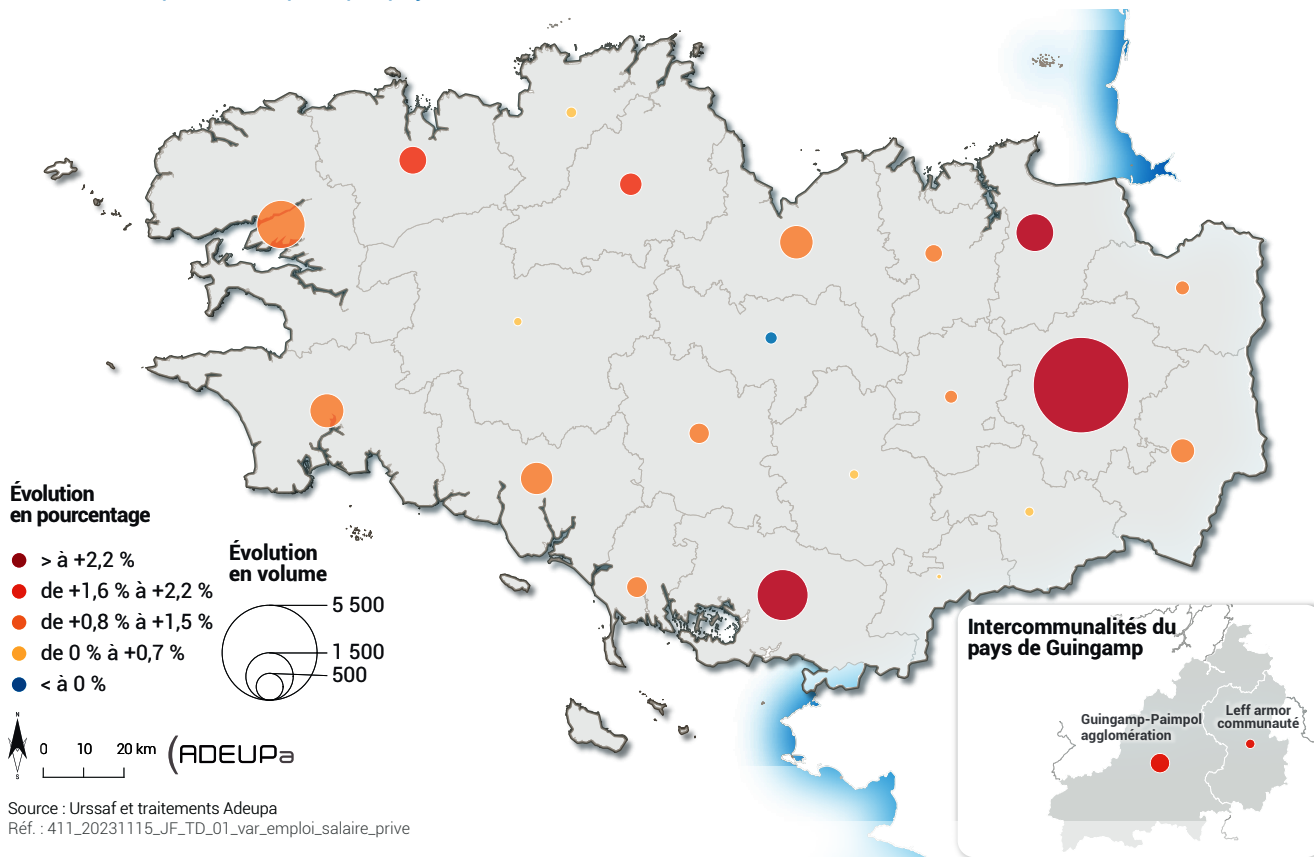 Évolution
en pourcentage
> à +2,2 %
de +1,6 % à +2,2 %
de +0,8 % à +1,5 %
de 0 % à +0,7 %
< à 0 %
Évolution
en volume
5 500
1 500
500
N
S
0 10 20 km
ADEUPa
Source : Urssaf et traitements Adeupa
Réf. : 411_20231115_JF_TD_01_var_emploi_salaire_prive
Intercommunalités du
pays de Guingamp
Guingamp-Paimpol
agglomération
Leff armor
communauté